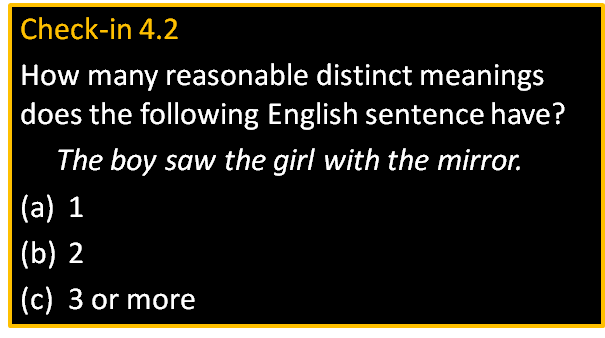 Check-in 4.2
How many reasonable distinct meanings
does the following English sentence have?
The boy saw the girl with the mirror.
(a) 1
(b) 2
(c) 3 or more